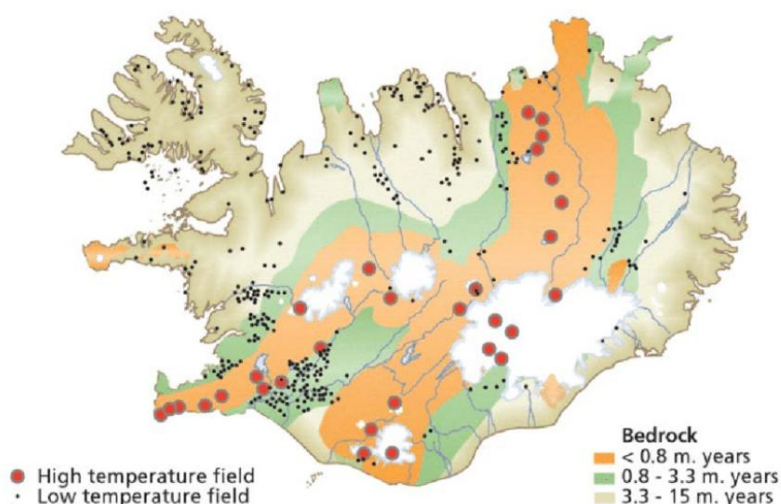 Bedrock
< 0.8 m. years
0.8 - 3.3 m. years
3.3 - 15 m. years
High temperature field
Low temperature field